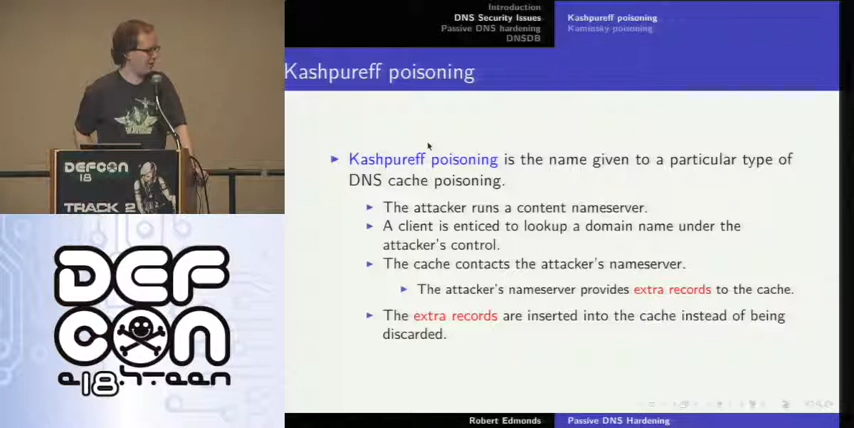 Introduction
DNS Security Issues
Passive DNS hardening
DNSDB
Kashpureff poisoning
Kaminsky poisoning
Kashpureff poisoning
Kashpureff poisoning is the name given to a particular type of
DNS cache poisoning.
The attacker runs a content nameserver.
A client is enticed to lookup a domain name under the
attacker's control.
The cache contacts the attacker's nameserver.
The attacker's nameserver provides extra records to the cache.
The extra records are inserted into the cache instead of being
discarded.
Robert Edmonds
Passive DNS Hardening
DEFCON
18
TRACK 2
DEF
CON